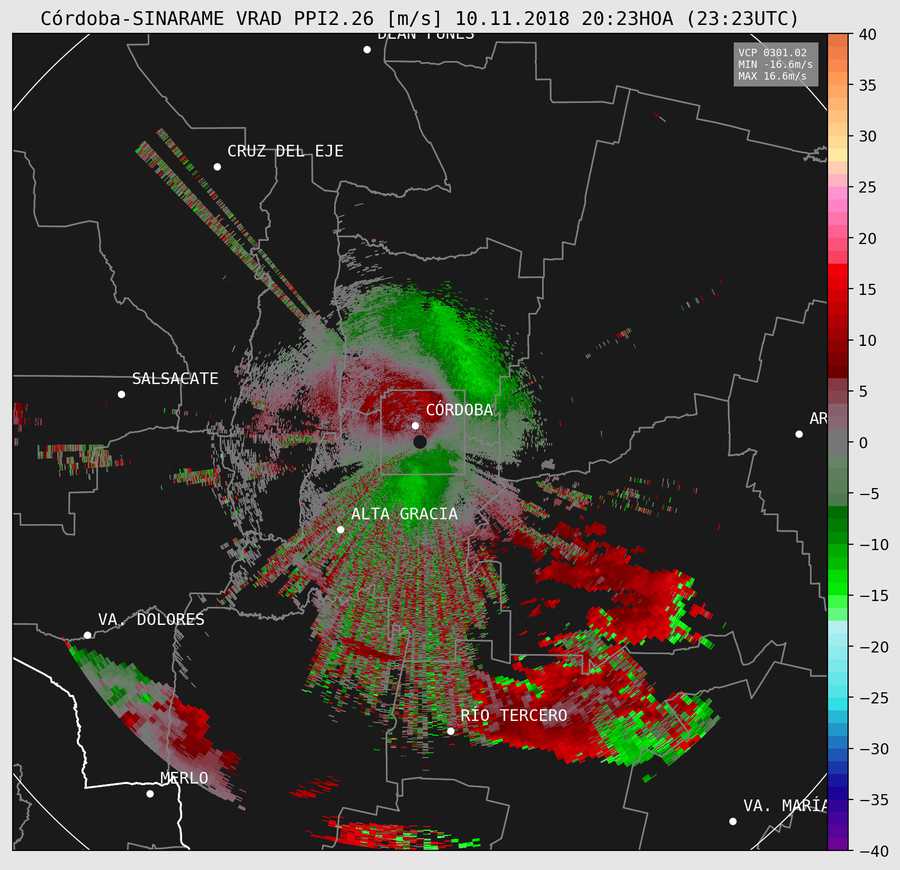 Córdoba-SINARAME VRAD PPI2.26 [m/s] 10.11.2018 20:23HOA (23:23UTC)
DEAN FUNES
VCP 0301.02
MIN -16.6m/s
MAX 16.6m/s
CRUZ DEL EJE
SALSACATE
CÓRDOBA
AR
ALTA GRACIA
VA. DOLORES
RÍO TERCERO
MERLO
VA. MARÍA
40
35
30
25
20
15
10
5
0
−5
−10
−15
−20
−25
−30
−35
−40